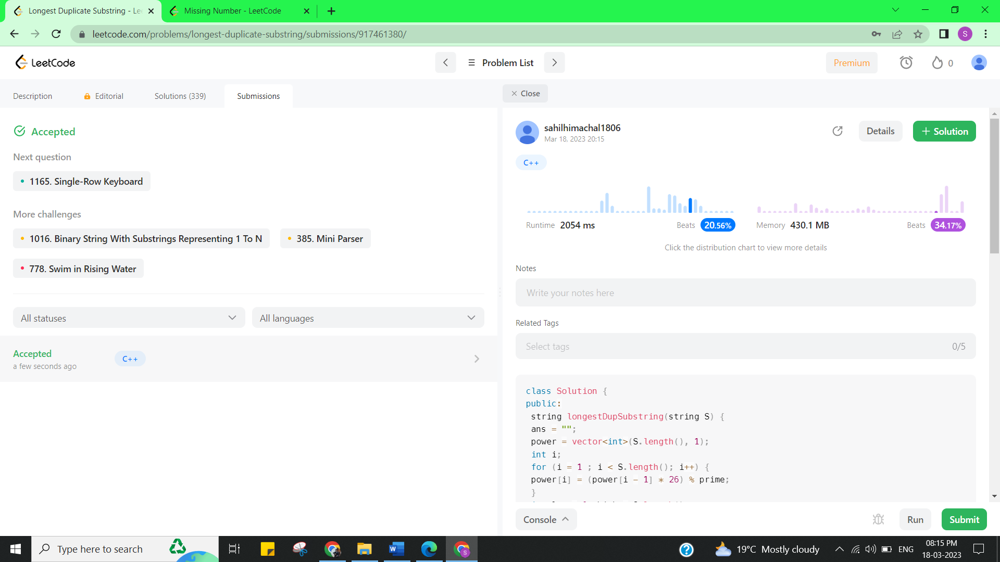 Longest Duplicate Substring - Le
Missing Number - LeetCode
leetcode.com/problems/longest-duplicate-substring/submissions/917461380/
S
LeetCode
Problem List
Premium
0
Description
Editorial
Solutions (339)
Submissions
Close
Accepted
Next question
1165. Single-Row Keyboard
More challenges
1016. Binary String With Substrings Representing 1 To N
385. Mini Parser
778. Swim in Rising Water
All statuses
All languages
Accepted
a few seconds ago
C++
sahilhimachal1806
Mar 18, 2023 20:15
Details
+ Solution
C++
Runtime 2054 ms
Beats 20.56%
Memory 430.1 MB
Beats 34.17%
Click the distribution chart to view more details
Notes
Write your notes here
Related Tags
Select tags
0/5
class Solution {
public:
string longestDupSubstring(string S) {
ans = "";
power = vector<int>(S.length(), 1);
int i;
for (i = 1 ; i < S.length(); i++) {
power[i] = (power[i - 1] * 26) % prime;
}
Console
Run
Submit
Type here to search
19°C Mostly cloudy
ENG
08:15 PM
18-03-2023